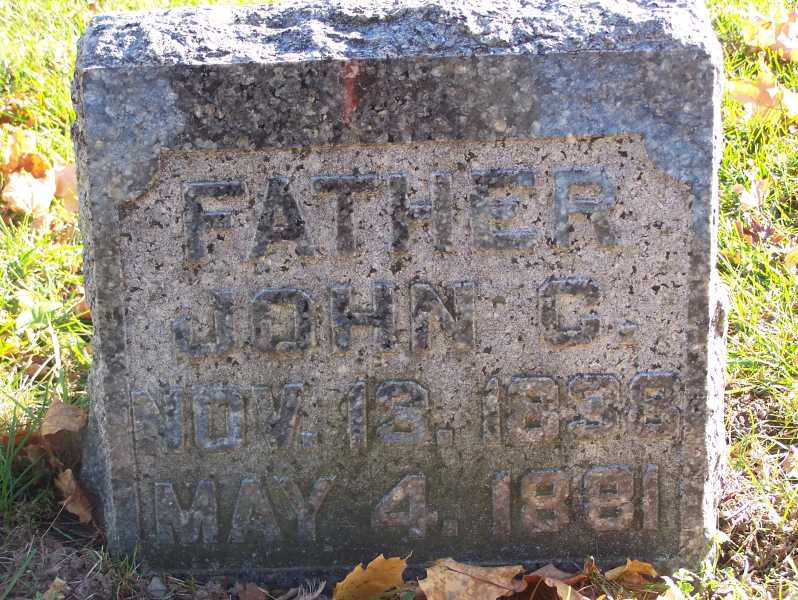 FATHER
JOHN C.
NOV. 13. 1838
MAY 4. 1881